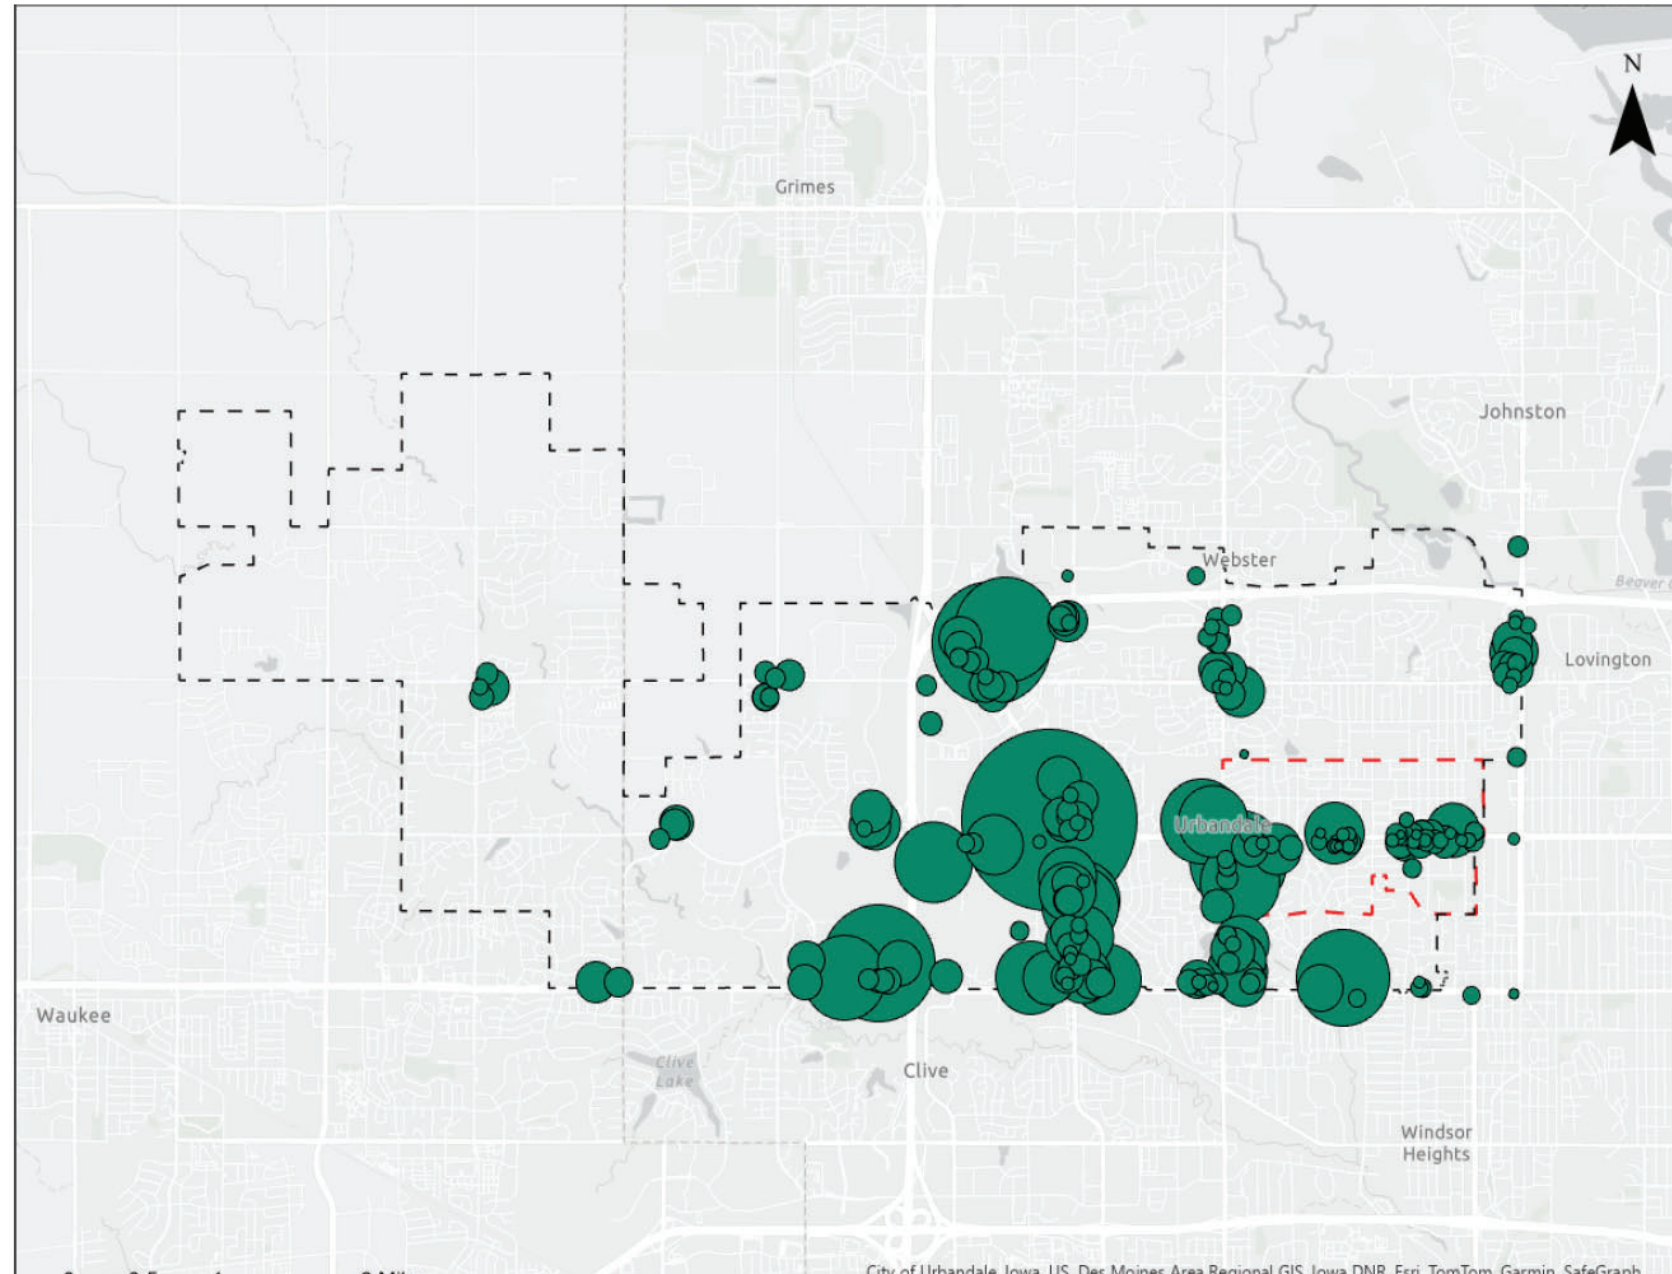 N
Grimes
Johnston
Webster
Beaver
Lovington
Urbandale
Waukee
Clive
Lake
Clive
Windsor
Heights
City of Urbandale, Iowa, US, Des Moines Area Regional GIS, Iowa DNR, Esri, TomTom, Garmin, SafeGraph